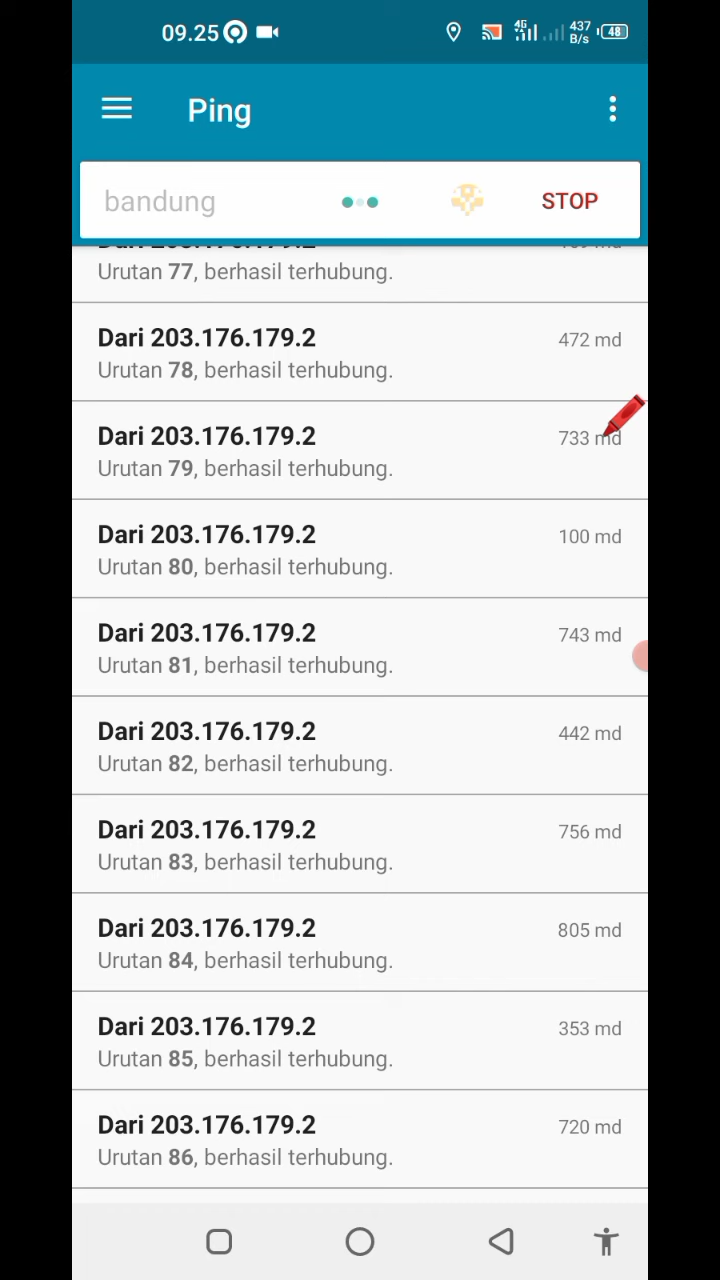 09.25 4G 437 B/s 48
Ping
bandung STOP
Urutan 77, berhasil terhubung.
Dari 203.176.179.2 472 md
Urutan 78, berhasil terhubung.
Dari 203.176.179.2 733 md
Urutan 79, berhasil terhubung.
Dari 203.176.179.2 100 md
Urutan 80, berhasil terhubung.
Dari 203.176.179.2 743 md
Urutan 81, berhasil terhubung.
Dari 203.176.179.2 442 md
Urutan 82, berhasil terhubung.
Dari 203.176.179.2 756 md
Urutan 83, berhasil terhubung.
Dari 203.176.179.2 805 md
Urutan 84, berhasil terhubung.
Dari 203.176.179.2 353 md
Urutan 85, berhasil terhubung.
Dari 203.176.179.2 720 md
Urutan 86, berhasil terhubung.